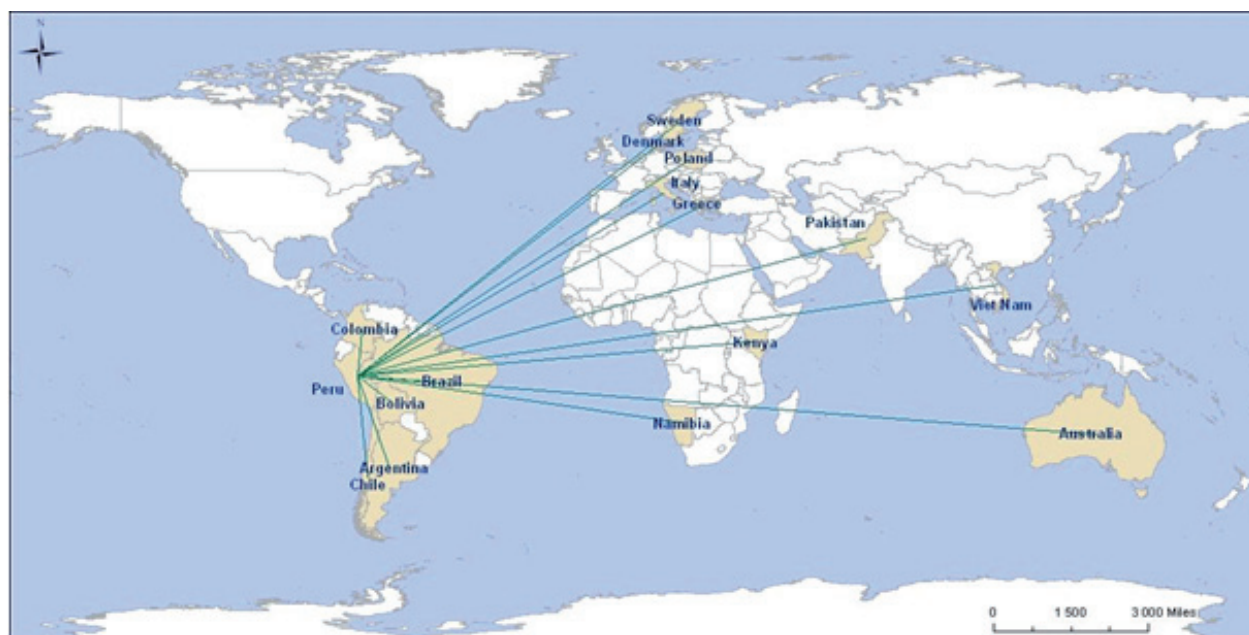 N
Sweden
Denmark
Poland
Italy
Greece
Pakistan
Viet Nam
Colombia
Kenya
Peru
Brazil
Bolivia
Namibia
Australia
Argentina
Chile
0 1 500 3 000 Miles